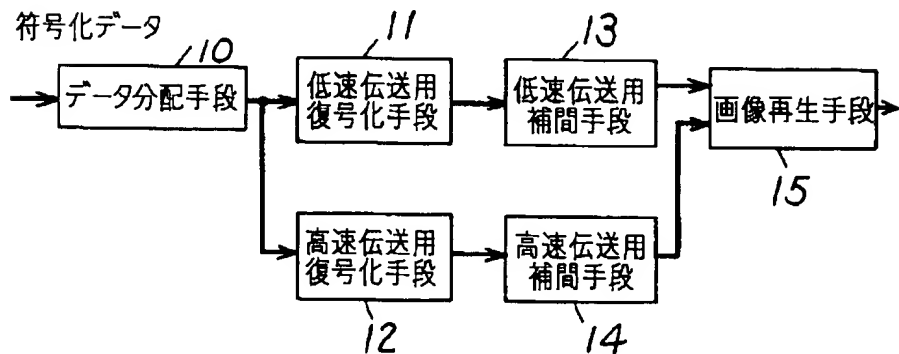 符号化データ
10
データ分配手段
11
低速伝送用
復号化手段
13
低速伝送用
補間手段
画像再生手段
15
高速伝送用
復号化手段
12
高速伝送用
補間手段
14